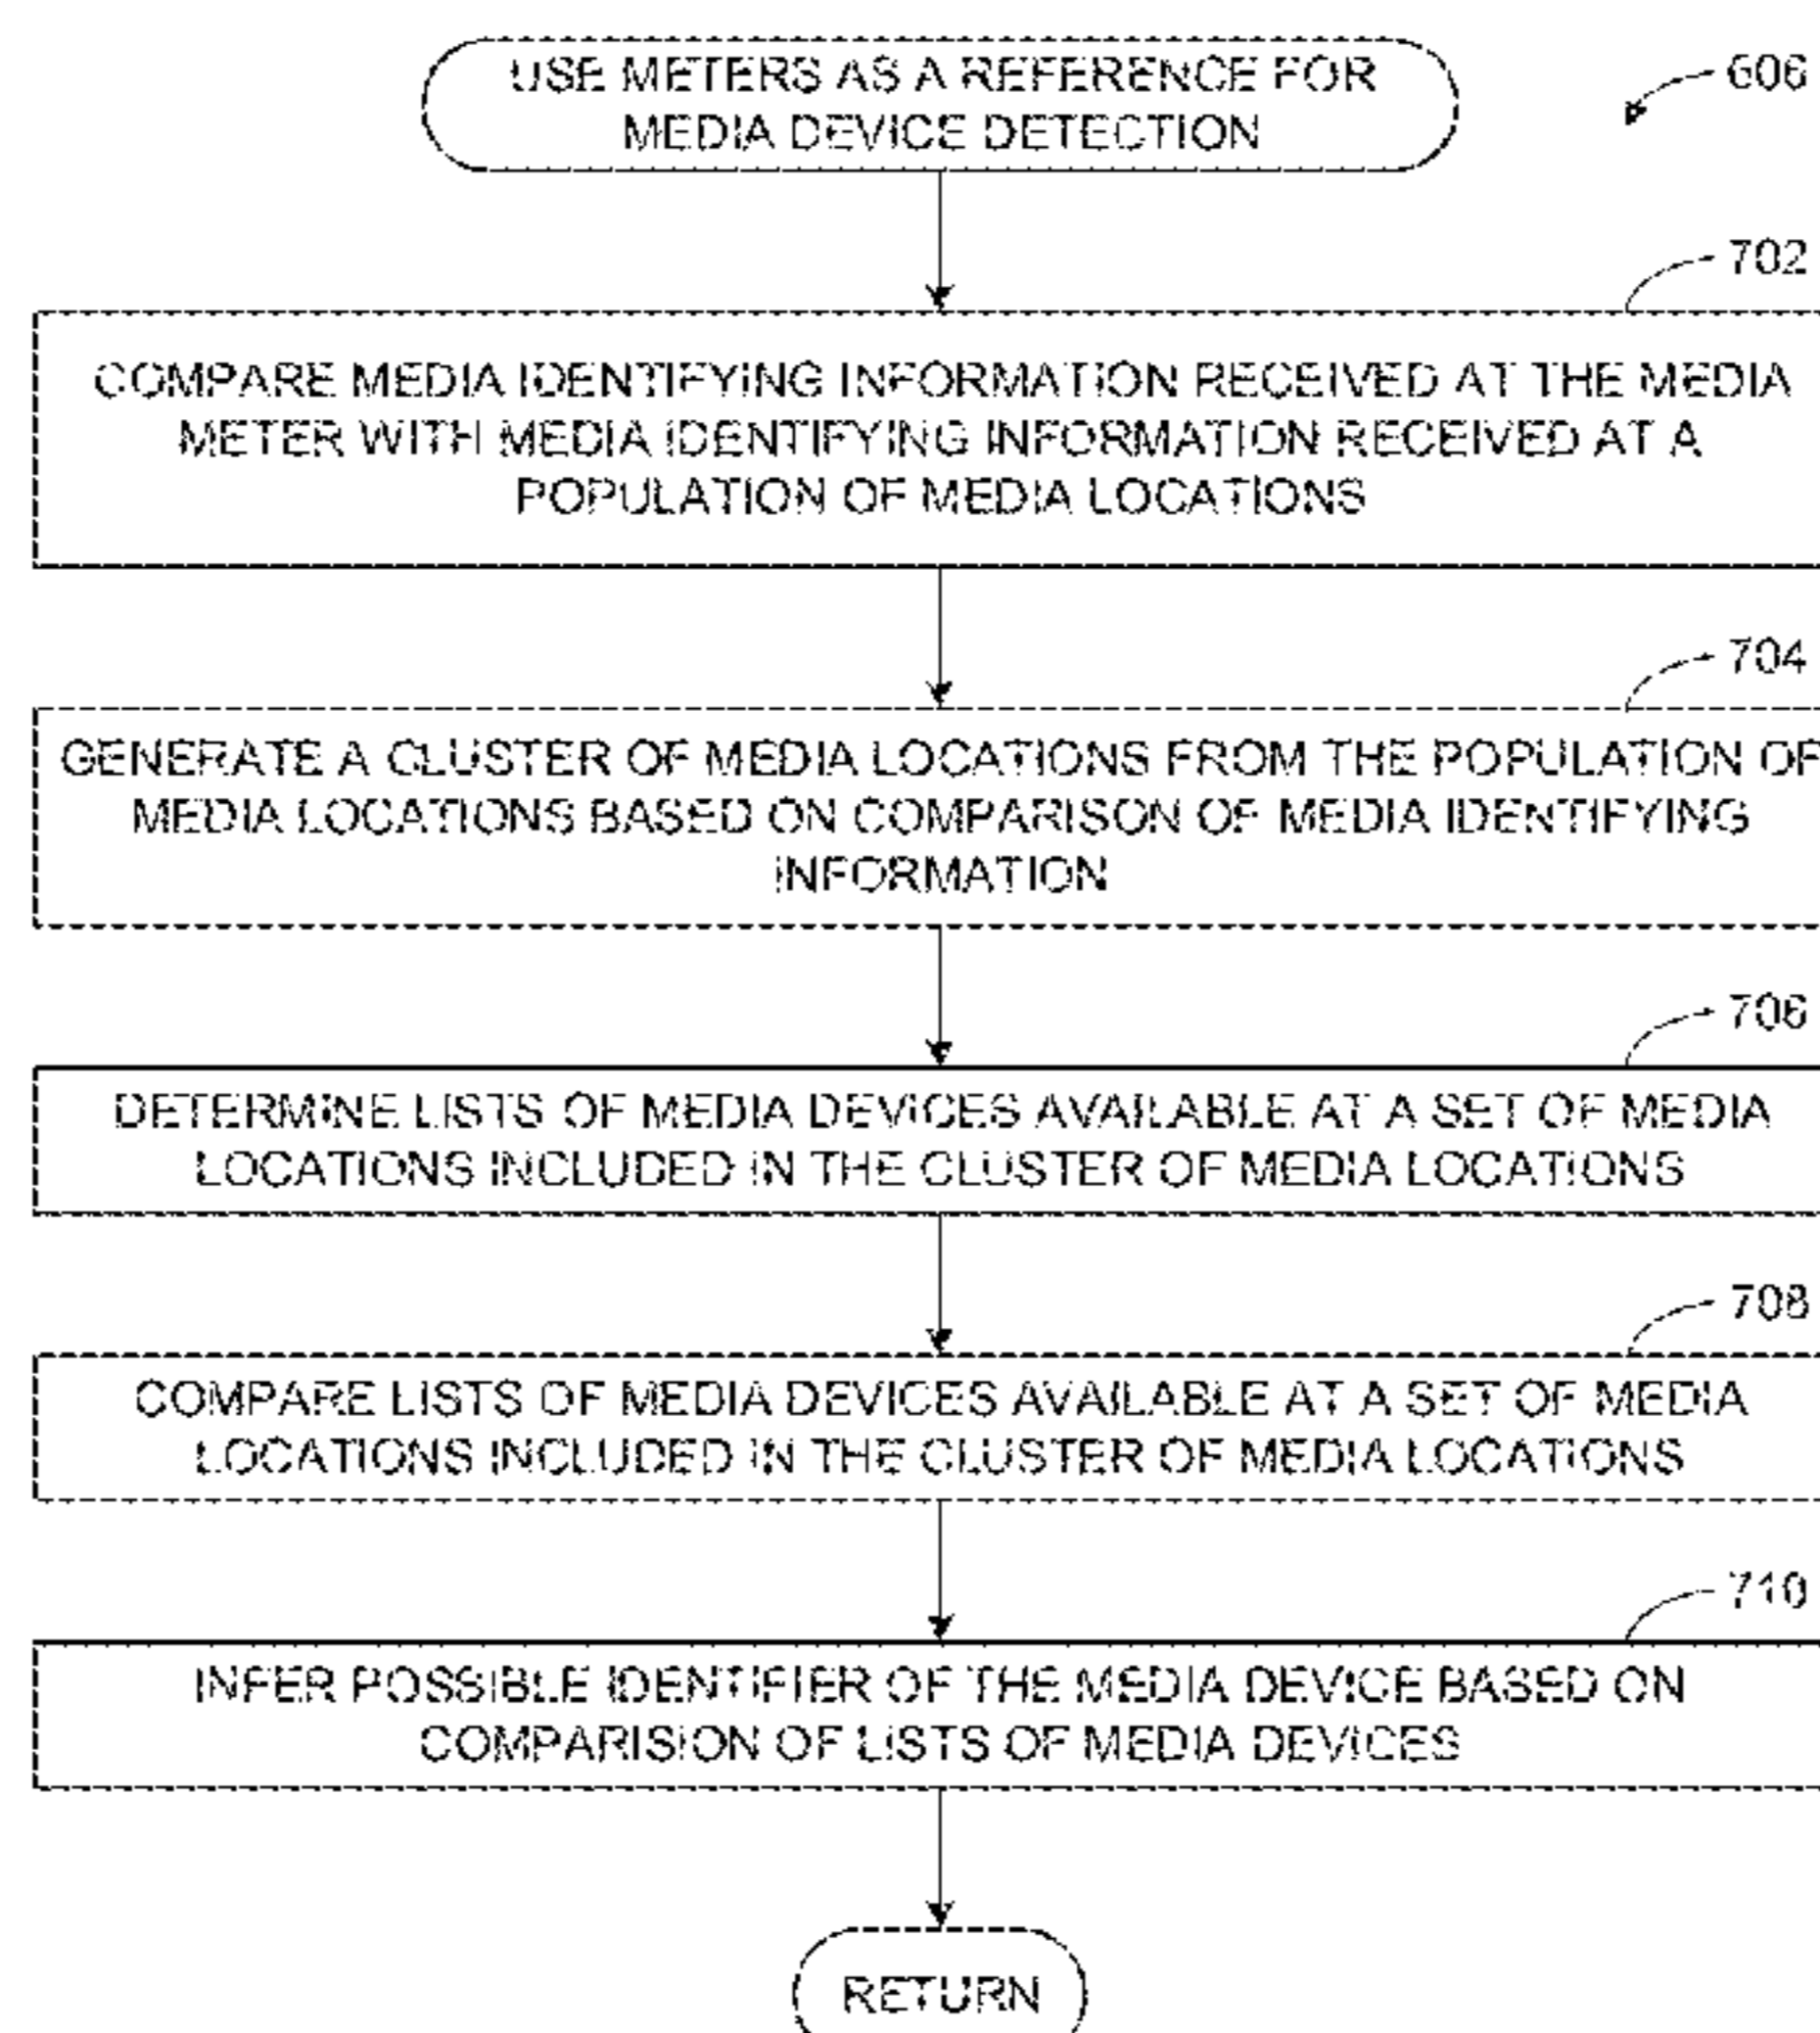 USE METERS AS A REFERENCE FOR
MEDIA DEVICE DETECTION
606
702
COMPARE MEDIA IDENTIFYING INFORMATION RECEIVED AT THE MEDIA
METER WITH MEDIA IDENTIFYING INFORMATION RECEIVED AT A
POPULATION OF MEDIA LOCATIONS
704
GENERATE A CLUSTER OF MEDIA LOCATIONS FROM THE POPULATION OF
MEDIA LOCATIONS BASED ON COMPARISON OF MEDIA IDENTIFYING
INFORMATION
706
DETERMINE LISTS OF MEDIA DEVICES AVAILABLE AT A SET OF MEDIA
LOCATIONS INCLUDED IN THE CLUSTER OF MEDIA LOCATIONS
708
COMPARE LISTS OF MEDIA DEVICES AVAILABLE AT A SET OF MEDIA
LOCATIONS INCLUDED IN THE CLUSTER OF MEDIA LOCATIONS
710
INFER POSSIBLE IDENTIFIER OF THE MEDIA DEVICE BASED ON
COMPARISION OF LISTS OF MEDIA DEVICES
RETURN